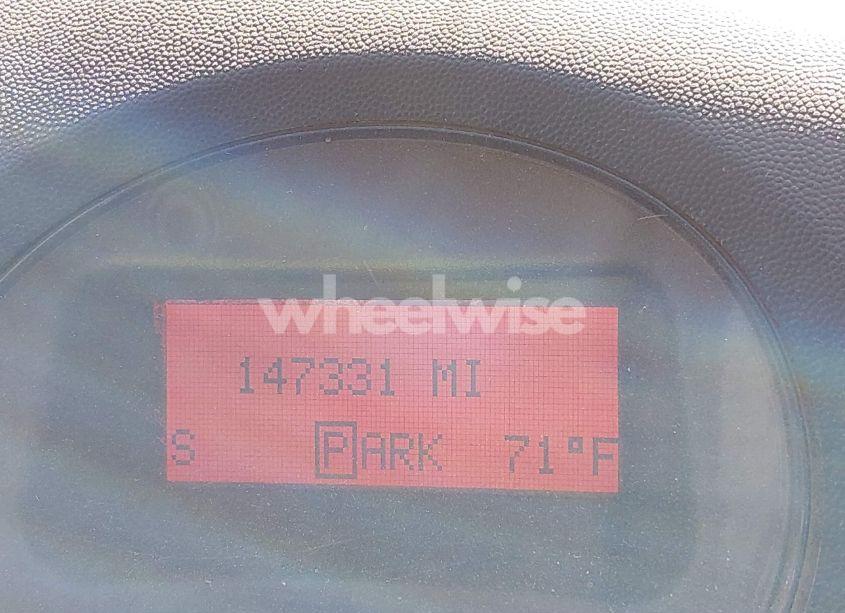 wheelwise
147331 MI
S PARK 71°F